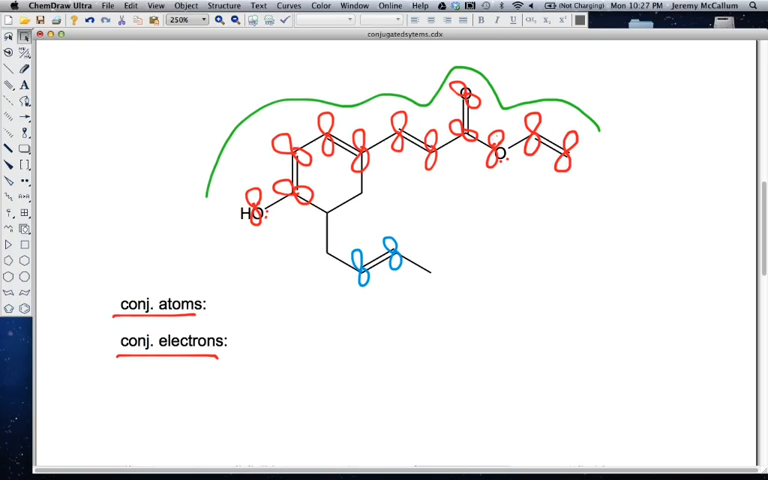 ChemDraw Ultra File Edit View Object Structure Text Curves Color Window Online Help (Not Charging) Mon 10:27 PM Jeremy McCallum
250% B I U
conjugatedsytems.cdx
O
O
HO
conj. atoms:
conj. electrons: